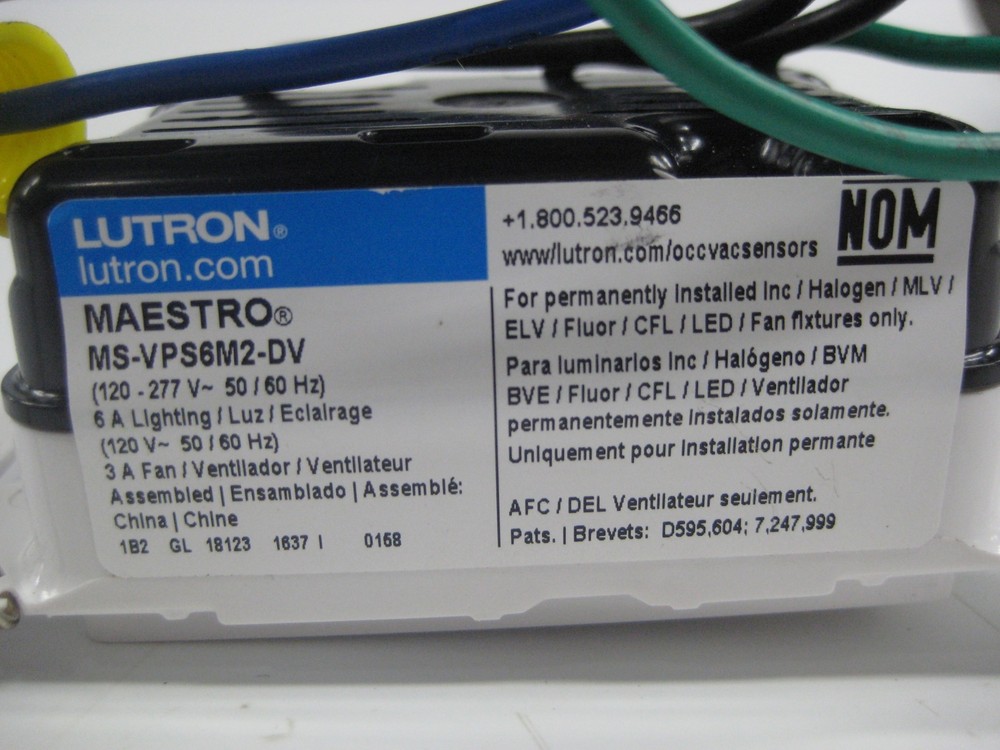 LUTRON®
lutron.com
MAESTRO®
MS-VPS6M2-DV
(120 - 277 V~ 50 / 60 Hz)
6 A Lighting / Luz / Eclairage
(120 V~ 50 / 60 Hz)
3 A Fan / Ventilador / Ventilateur
Assembled | Ensamblado | Assemblé:
China | Chine
1B2 GL 18123 1637 I 0168
+1.800.523.9466
www/lutron.com/occvacsensors
NOM
For permanently Installed Inc / Halogen / MLV /
ELV / Fluor / CFL / LED / Fan fixtures only.
Para luminarios Inc / Halógeno / BVM
BVE / Fluor / CFL / LED / Ventilador
permanentemente instalados solamente.
Uniquement pour installation permante
AFC / DEL Ventilateur seulement.
Pats. | Brevets: D595,604; 7,247,999